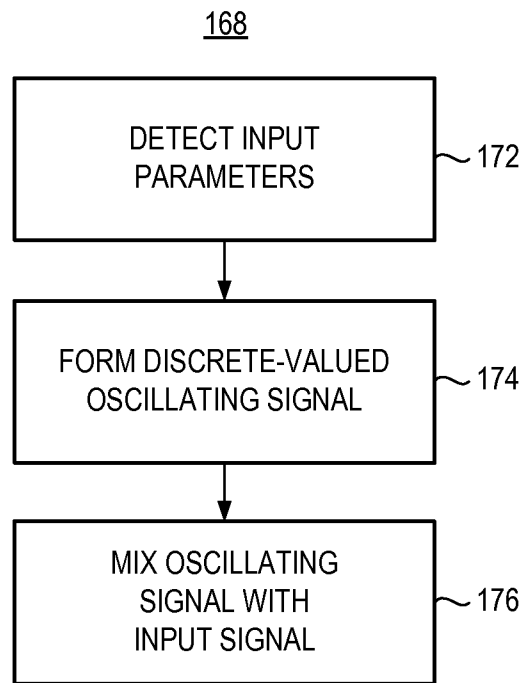 168
DETECT INPUT
PARAMETERS
172
FORM DISCRETE-VALUED
OSCILLATING SIGNAL
174
MIX OSCILLATING
SIGNAL WITH
INPUT SIGNAL
176